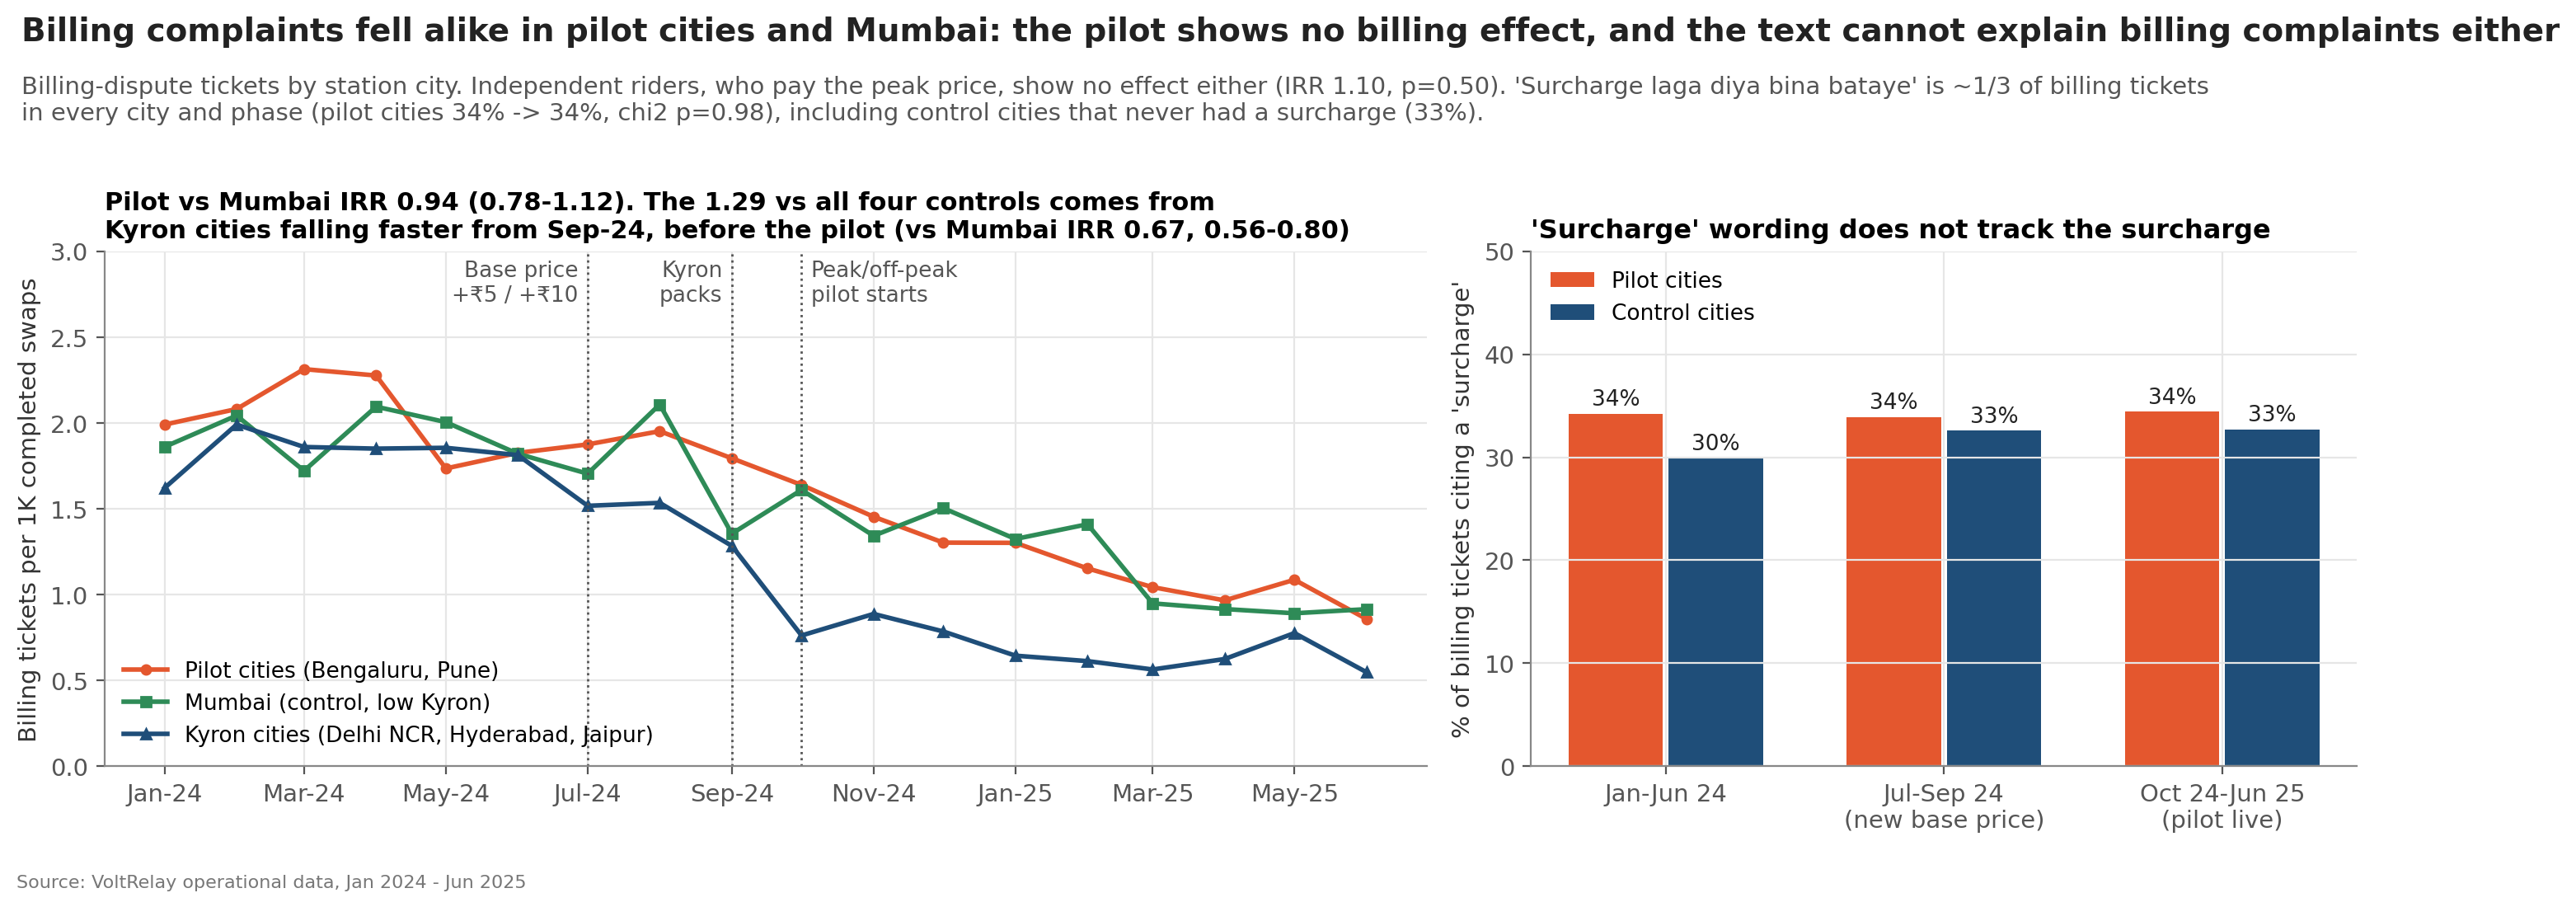 Billing complaints fell alike in pilot cities and Mumbai: the pilot shows no billing effect, and the text cannot explain billing complaints either
Billing-dispute tickets by station city. Independent riders, who pay the peak price, show no effect either (IRR 1.10, p=0.50). 'Surcharge laga diya bina bataye' is ~1/3 of billing tickets
in every city and phase (pilot cities 34% -> 34%, chi2 p=0.98), including control cities that never had a surcharge (33%).
Pilot vs Mumbai IRR 0.94 (0.78-1.12). The 1.29 vs all four controls comes from
Kyron cities falling faster from Sep-24, before the pilot (vs Mumbai IRR 0.67, 0.56-0.80)
Billing tickets per 1K completed swaps
3.0
2.5
2.0
1.5
1.0
0.5
0.0
Base price
+₹5 / +₹10
Kyron
packs
Peak/off-peak
pilot starts
Pilot cities (Bengaluru, Pune)
Mumbai (control, low Kyron)
Kyron cities (Delhi NCR, Hyderabad, Jaipur)
Jan-24
Mar-24
May-24
Jul-24
Sep-24
Nov-24
Jan-25
Mar-25
May-25
'Surcharge' wording does not track the surcharge
% of billing tickets citing a 'surcharge'
50
40
30
20
10
0
Pilot cities
Control cities
34%
30%
34%
33%
34%
33%
Jan-Jun 24
Jul-Sep 24
(new base price)
Oct 24-Jun 25
(pilot live)
Source: VoltRelay operational data, Jan 2024 - Jun 2025